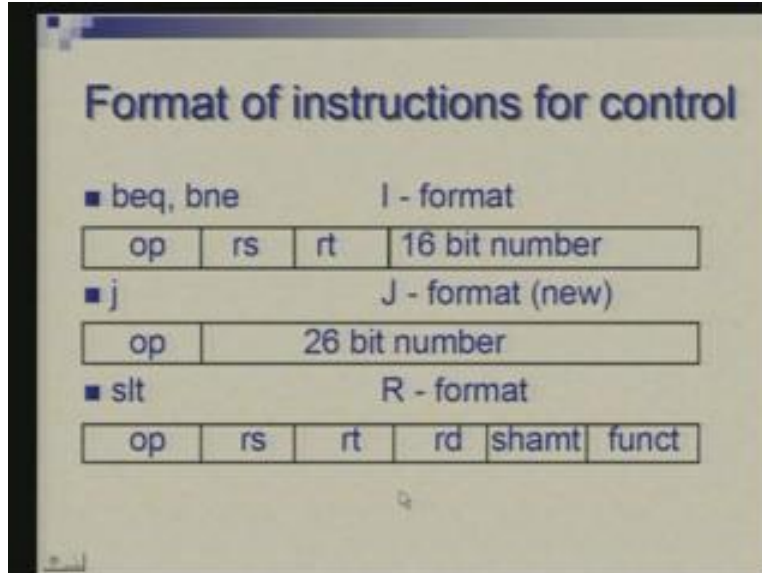 Format of instructions for control
■ beq, bne I - format
op rs rt 16 bit number
■ j J - format (new)
op 26 bit number
■ slt R - format
op rs rt rd shamt funct